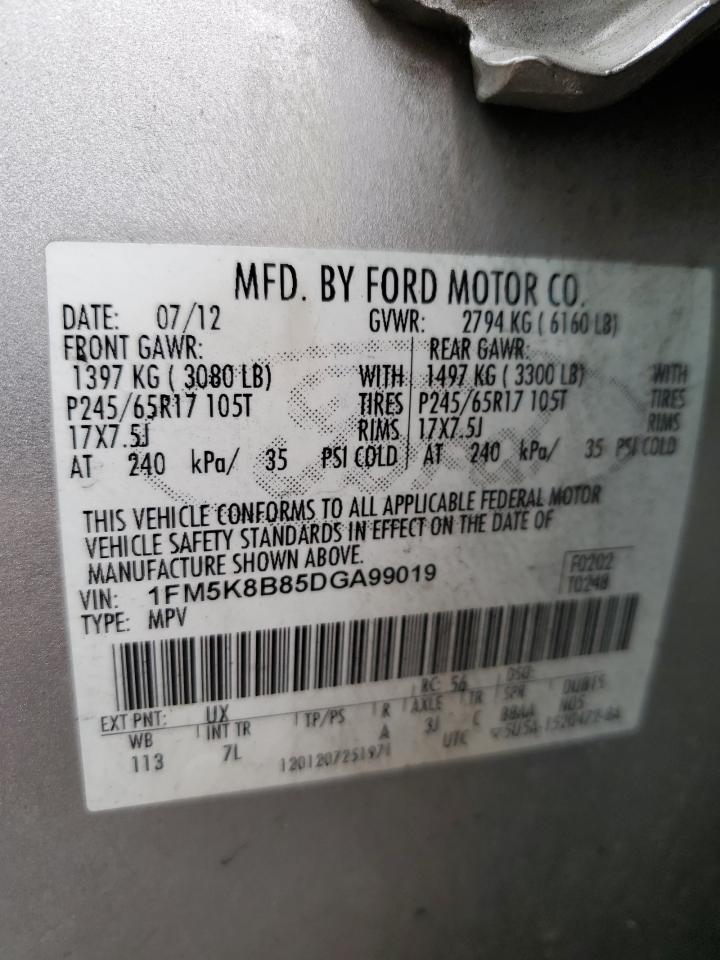 MFD. BY FORD MOTOR CO.
DATE: 07/12 GVWR: 2794 KG ( 6160 LB)
FRONT GAWR: REAR GAWR:
1397 KG ( 3080 LB) WITH 1497 KG ( 3300 LB) WITH
P245/65R17 105T TIRES P245/65R17 105T TIRES
17X7.5J RIMS 17X7.5J RIMS
AT 240 kPa/ 35 PSI COLD AT 240 kPa/ 35 PSI COLD
THIS VEHICLE CONFORMS TO ALL APPLICABLE FEDERAL MOTOR
VEHICLE SAFETY STANDARDS IN EFFECT ON THE DATE OF
MANUFACTURE SHOWN ABOVE.
F0202
VIN: 1FM5K8B85DGA99019
T0248
TYPE: MPV
RC: 56 DSO:
EXT PNT: UX
WB INT TR TP/PS R AXLE TR SPR
113 7L A 3J C BBAA
1201207251971 UTC